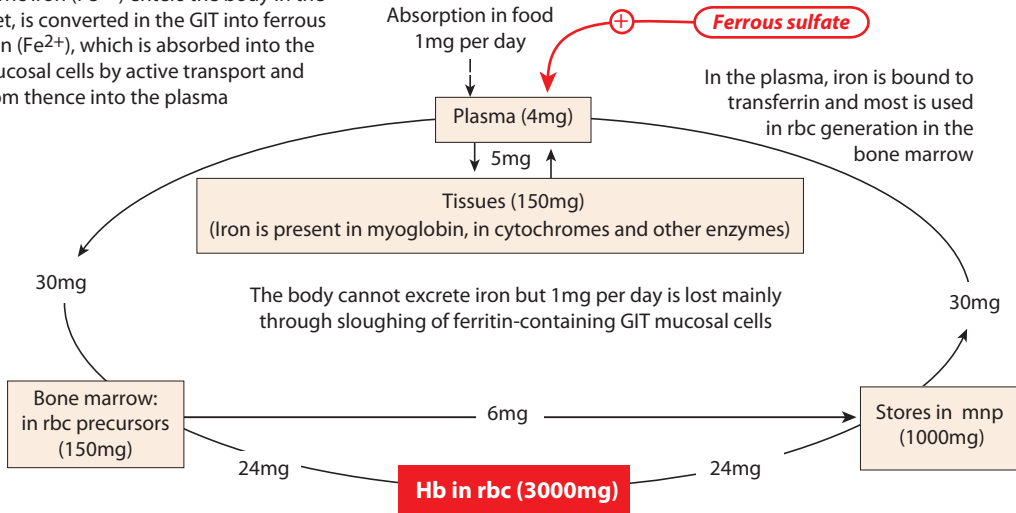 enters the body in the
et, is converted in the GIT into ferrous
n (Fe2+), which is absorbed into the
ucosal cells by active transport and
om thence into the plasma
Absorption in food
1mg per day
+
Ferrous sulfate
In the plasma, iron is bound to
transferrin and most is used
in rbc generation in the
bone marrow
Plasma (4mg)
5mg
Tissues (150mg)
(Iron is present in myoglobin, in cytochromes and other enzymes)
30mg
The body cannot excrete iron but 1mg per day is lost mainly
through sloughing of ferritin-containing GIT mucosal cells
30mg
Bone marrow:
in rbc precursors
(150mg)
6mg
Stores in mnp
(1000mg)
24mg
Hb in rbc (3000mg)
24mg